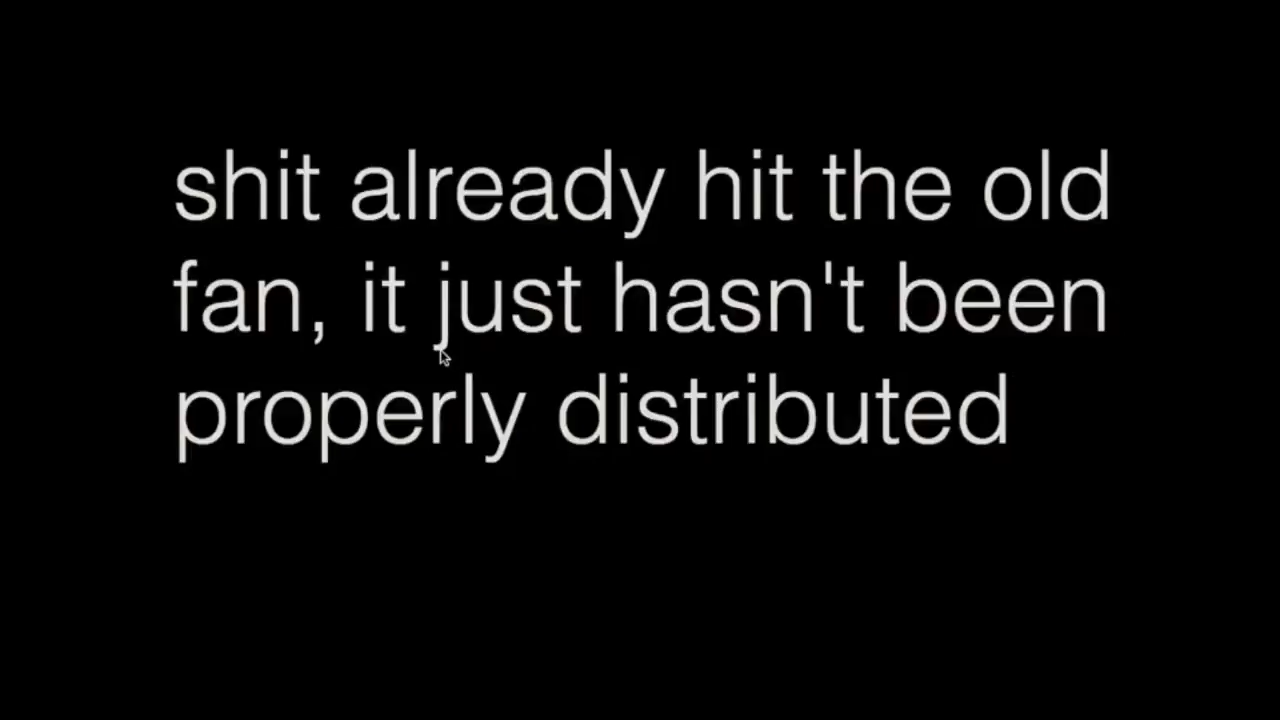 shit already hit the old
fan, it just hasn't been
properly distributed